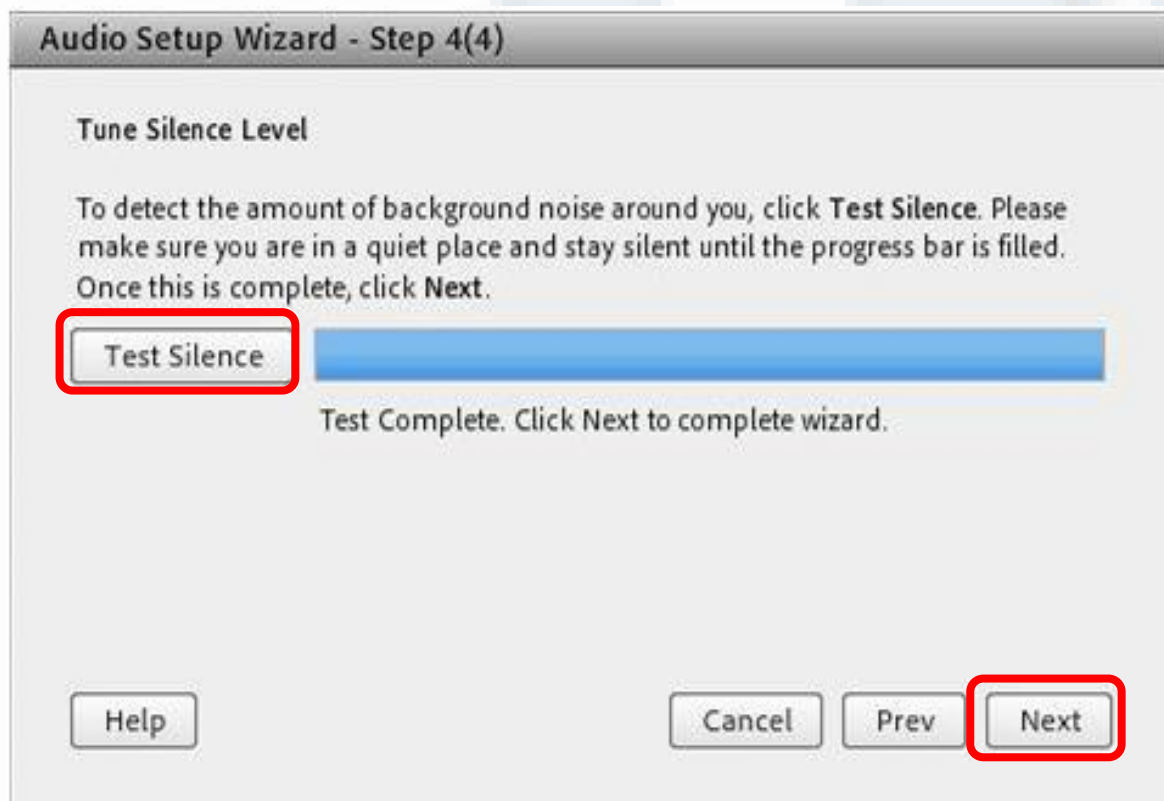 Audio Setup Wizard - Step 4(4)
Tune Silence Level
To detect the amount of background noise around you, click Test Silence. Please
make sure you are in a quiet place and stay silent until the progress bar is filled.
Once this is complete, click Next.
Test Silence
Test Complete. Click Next to complete wizard.
Help
Cancel
Prev
Next